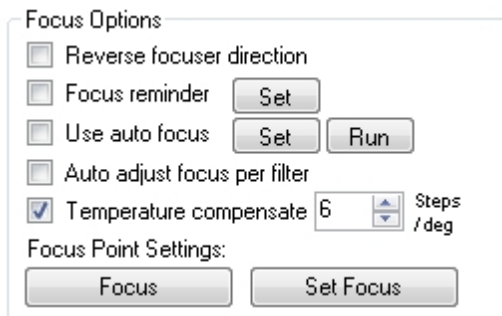 Focus Options
Reverse focuser direction
Focus reminder Set
Use auto focus Set Run
Auto adjust focus per filter
Temperature compensate 6 Steps
/deg
Focus Point Settings:
Focus Set Focus